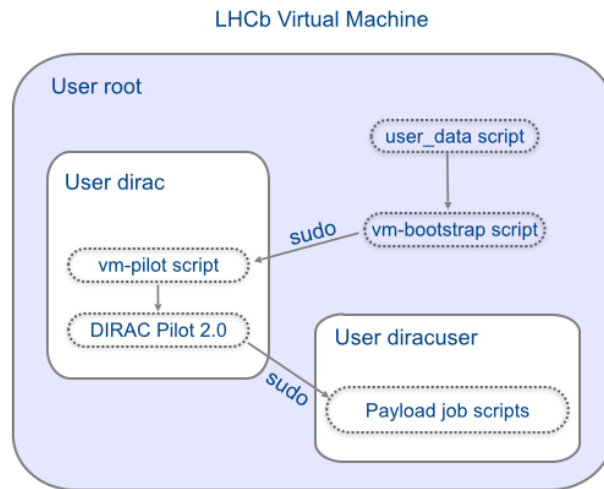 LHCb Virtual Machine
User root
user_data script
User dirac
sudo
vm-bootstrap script
vm-pilot script
DIRAC Pilot 2.0
User diracuser
sudo
Payload job scripts